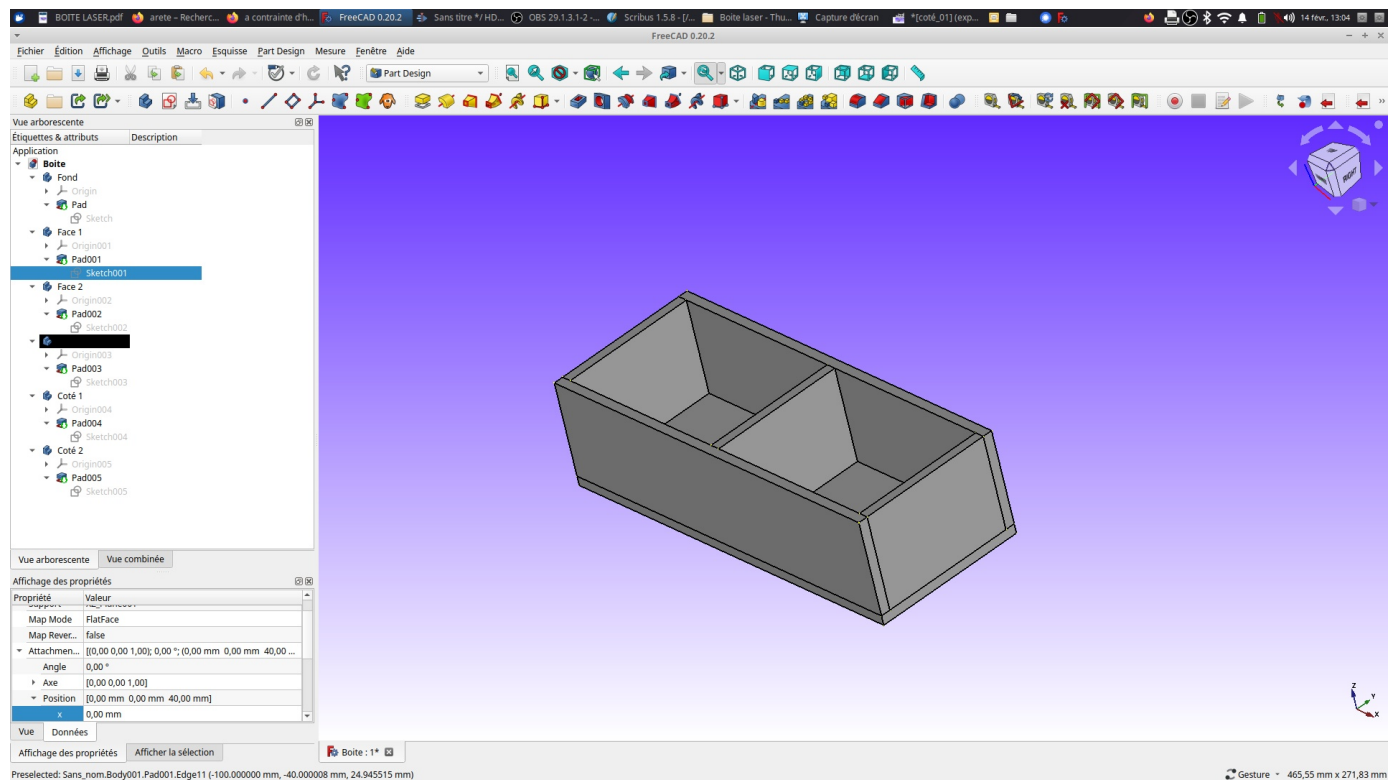 BOITE LASER.pdf arete – Recherc... a contrainte d'h... FreeCAD 0.20.2 Sans titre */ HD... OBS 29.1.3.1-2 -... Scribus 1.5.8 - [/... Boite laser - Thu... Capture d'écran *[coté_01] (exp... 14 févr., 13:04
FreeCAD 0.20.2
Fichier Édition Affichage Outils Macro Esquisse Part Design Mesure Fenêtre Aide
Part Design
Vue arborescente
Étiquettes & attributs Description
Application
Boite
Fond
Origin
Pad
Sketch
Face 1
Origin001
Pad001
Sketch001
Face 2
Origin002
Pad002
Sketch002
Origin003
Pad003
Sketch003
Coté 1
Origin004
Pad004
Sketch004
Coté 2
Origin005
Pad005
Sketch005
RIGHT
Vue arborescente Vue combinée
Affichage des propriétés
Propriété Valeur
Map Mode FlatFace
Map Rever... false
Attachmen... [(0,00 0,00 1,00); 0,00 °; (0,00 mm 0,00 mm 40,00 ...
Angle 0,00 °
Axe [0,00 0,00 1,00]
Position [0,00 mm 0,00 mm 40,00 mm]
x 0,00 mm
Z
Y
X
Vue Données
Affichage des propriétés Afficher la sélection Boite : 1*
Preselected: Sans_nom.Body001.Pad001.Edge11 (-100.000000 mm, -40.000008 mm, 24.945515 mm) Gesture 465,55 mm x 271,83 mm